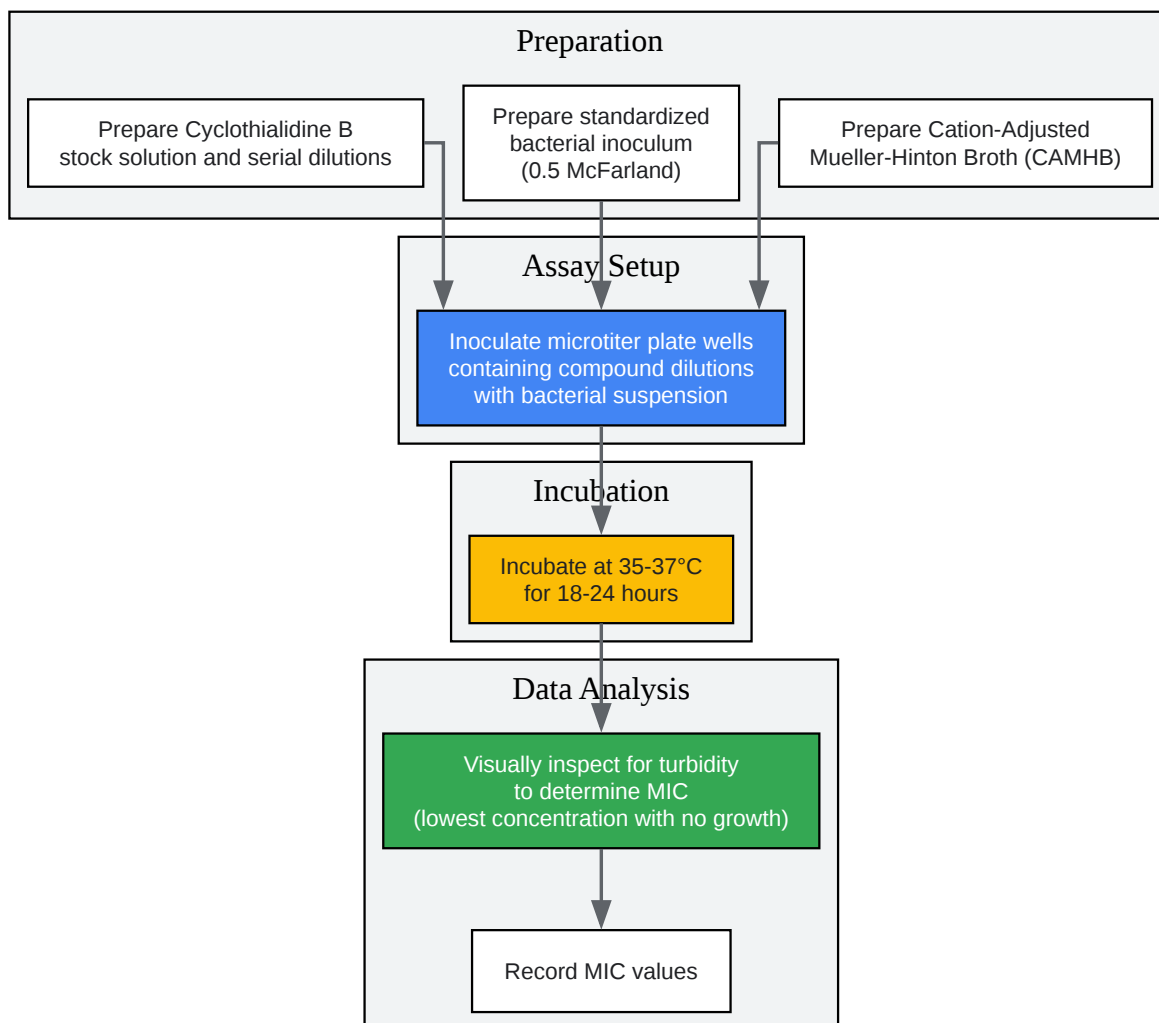 Preparation
Prepare Cyclothialidine B
stock solution and serial dilutions
Prepare standardized
bacterial inoculum
(0.5 McFarland)
Prepare Cation-Adjusted
Mueller-Hinton Broth (CAMHB)
Assay Setup
Inoculate microtiter plate wells
containing compound dilutions
with bacterial suspension
Incubation
Incubate at 35-37°C
for 18-24 hours
Data Analysis
Visually inspect for turbidity
to determine MIC
(lowest concentration with no growth)
Record MIC values